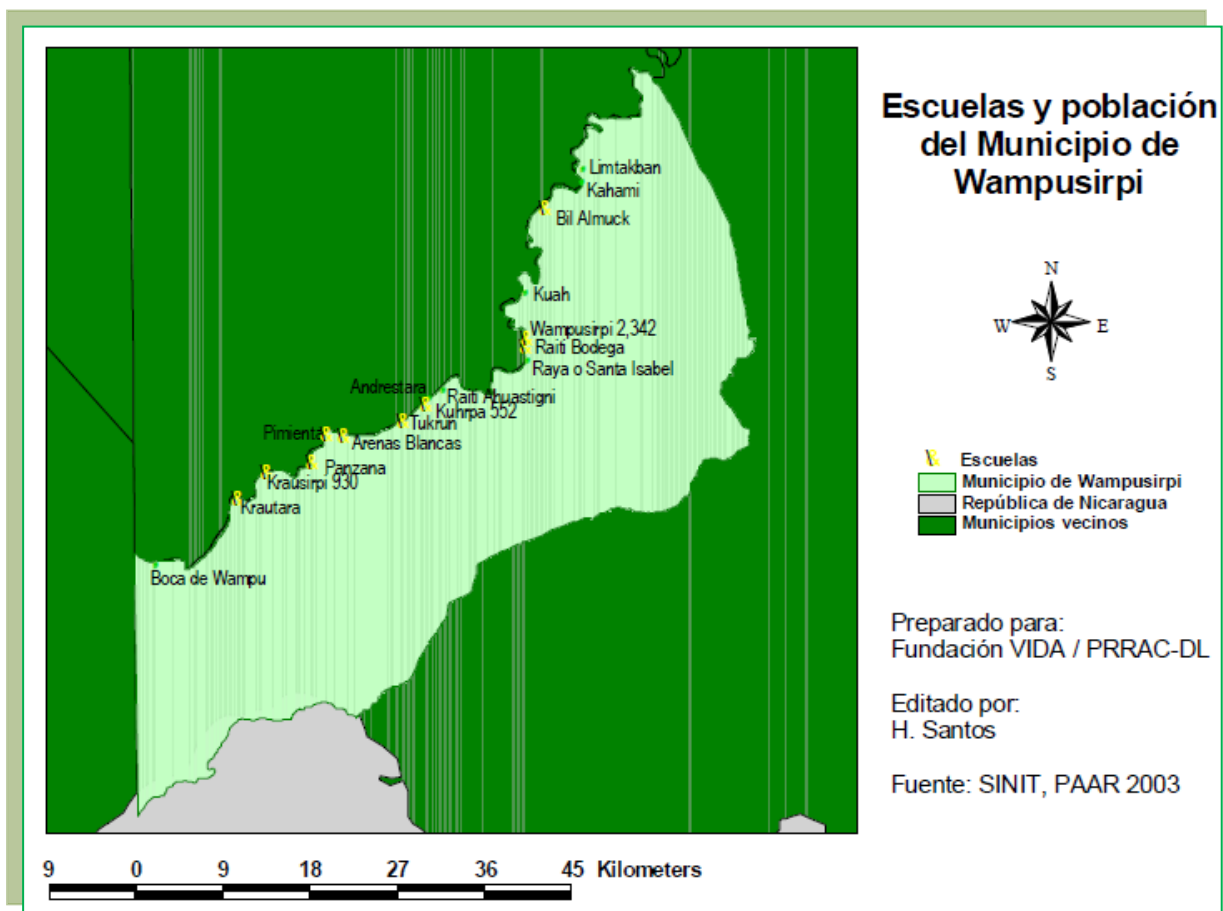 Escuelas y población
del Municipio de
Wampusirpi
Limtakban
Kahami
Bil Almuck
Kuah
Wampusirpi 2,342
Raiti Bodega
Raya o Santa Isabel
Andrestara
Raiti Ahuastigni
Kuhrpa 552
Tukrun
Pimienta
Arenas Blancas
Panzana
Krausirpi 930
Krautara
Boca de Wampu
N
W
E
S
Escuelas
Municipio de Wampusirpi
República de Nicaragua
Municipios vecinos
Preparado para:
Fundación VIDA / PRRAC-DL
Editado por:
H. Santos
Fuente: SINIT, PAAR 2003
9 0 9 18 27 36 45 Kilometers